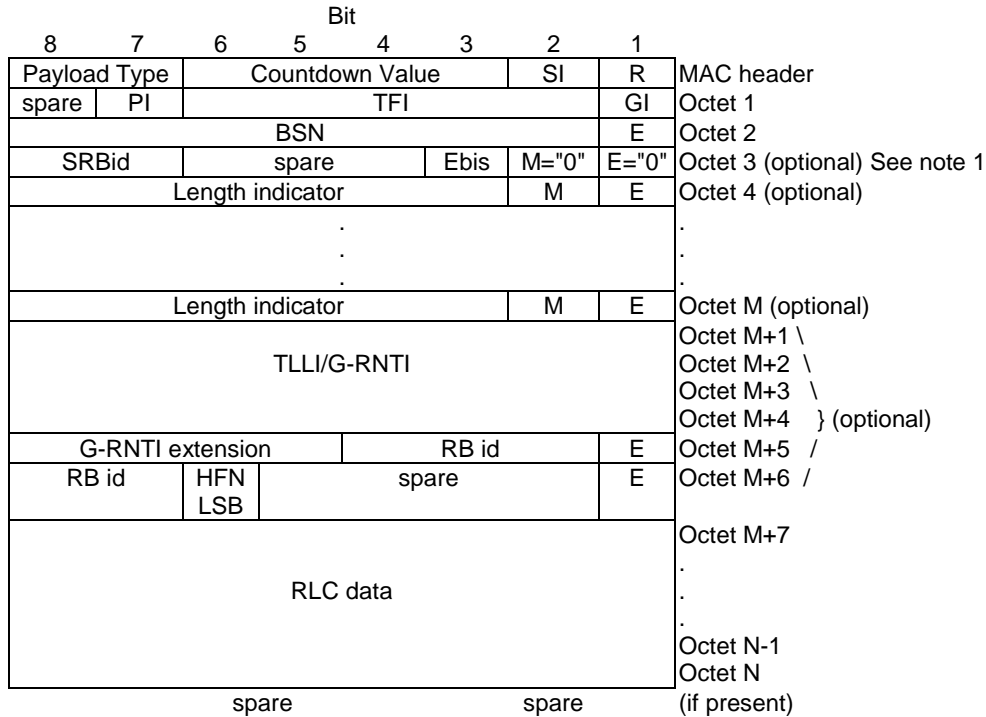 Bit
8 7 6 5 4 3 2 1
Payload Type Countdown Value SI R MAC header
spare PI TFI GI Octet 1
BSN E Octet 2
SRBid spare Ebis M="0" E="0" Octet 3 (optional) See note 1
Length indicator M E Octet 4 (optional)
. .
. .
. .
Length indicator M E Octet M (optional)
Octet M+1 \
TLLI/G-RNTI Octet M+2 \
Octet M+3 \
Octet M+4 } (optional)
G-RNTI extension RB id E Octet M+5 /
RB id HFN spare E Octet M+6 /
LSB
Octet M+7
.
RLC data .
.
Octet N-1
Octet N
spare spare (if present)